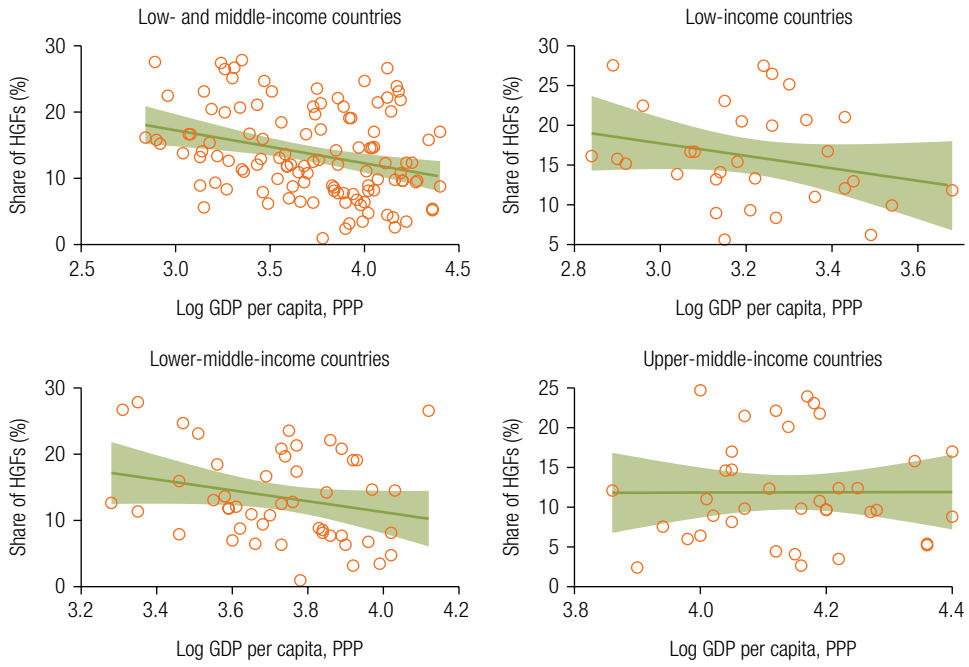 Low- and middle-income countries
Share of HGFs (%)
30
20
10
0
2.5 3.0 3.5 4.0 4.5
Log GDP per capita, PPP
Low-income countries
Share of HGFs (%)
30
25
20
15
10
5
2.8 3.0 3.2 3.4 3.6
Log GDP per capita, PPP
Lower-middle-income countries
Share of HGFs (%)
30
20
10
0
3.2 3.4 3.6 3.8 4.0 4.2
Log GDP per capita, PPP
Upper-middle-income countries
Share of HGFs (%)
25
20
15
10
5
0
3.8 4.0 4.2 4.4
Log GDP per capita, PPP